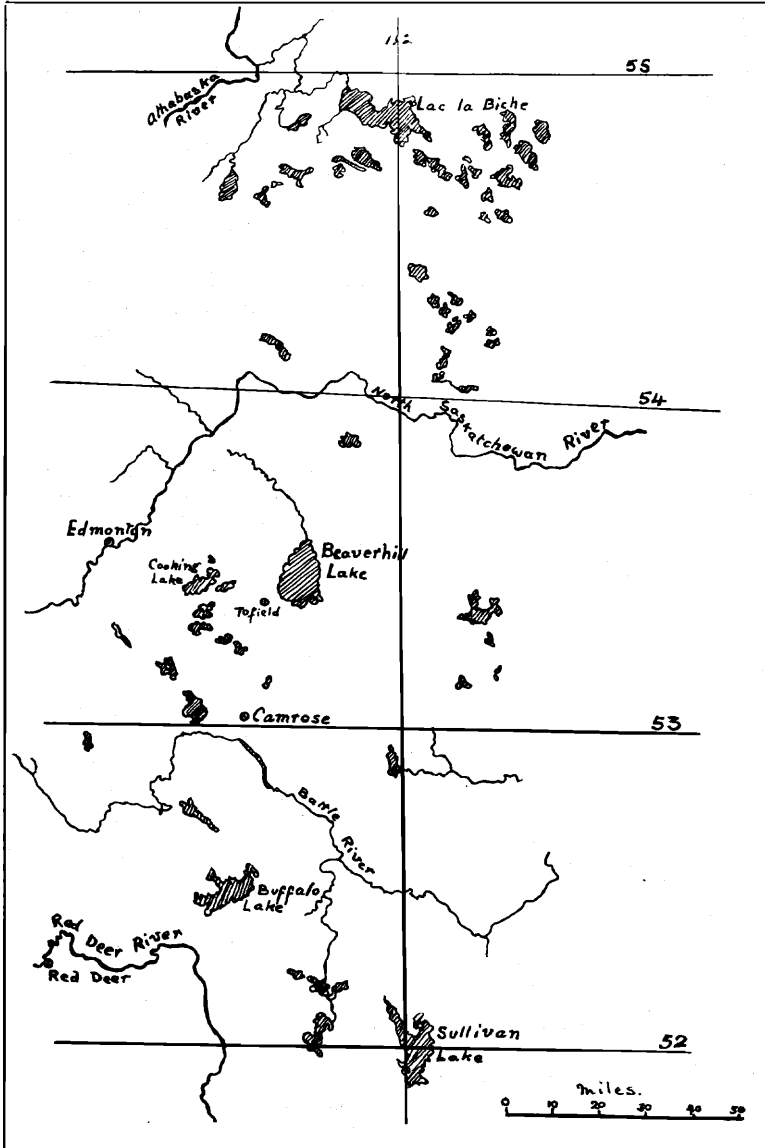 55
Athabaska
River
Lac la Biche
54
North Saskatchewan River
Edmonton
Beaverhill
Lake
Cooking
Lake
Tofield
Camrose
53
Battle
River
Buffalo
Lake
Red Deer River
Red Deer
Sullivan
Lake
52
miles.
0 10 20 30 40 50